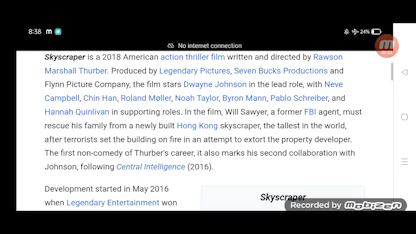 8:38
24%
No internet connection
Skyscraper is a 2018 American action thriller film written and directed by Rawson
Marshall Thurber. Produced by Legendary Pictures, Seven Bucks Productions and
Flynn Picture Company, the film stars Dwayne Johnson in the lead role, with Neve
Campbell, Chin Han, Roland Møller, Noah Taylor, Byron Mann, Pablo Schreiber, and
Hannah Quinlivan in supporting roles. In the film, Will Sawyer, a former FBI agent, must
rescue his family from a newly built Hong Kong skyscraper, the tallest in the world,
after terrorists set the building on fire in an attempt to extort the property developer.
The first non-comedy of Thurber's career, it also marks his second collaboration with
Johnson, following Central Intelligence (2016).
Development started in May 2016
when Legendary Entertainment won
Skyscraper
Recorded by Mobizen